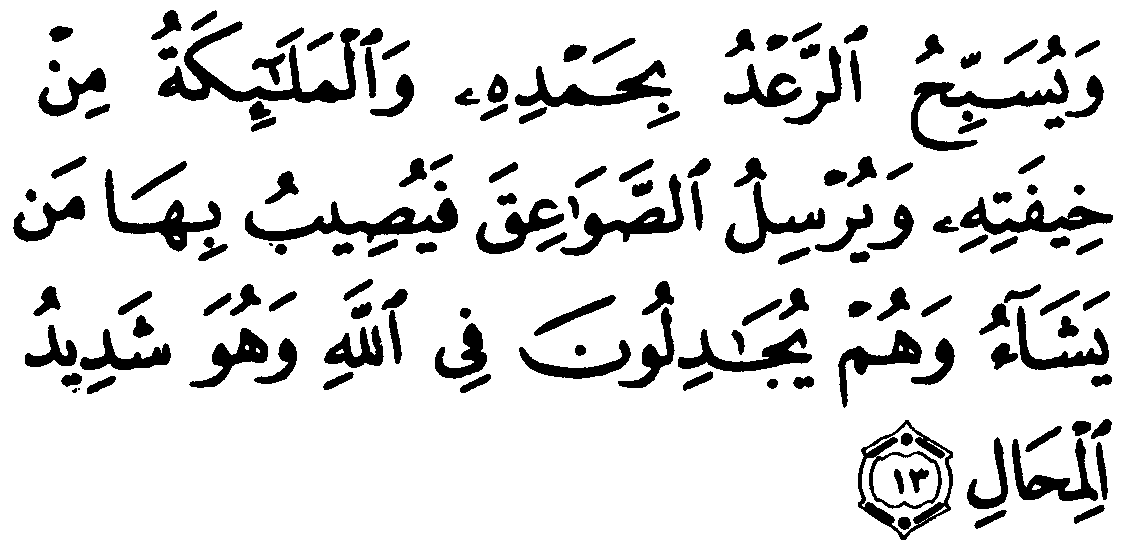 وَيُسَبِّحُ ٱلرَّعْدُ بِحَمْدِهِۦ وَٱلْمَلَٰٓئِكَةُ مِنْ
خِيفَتِهِۦ وَيُرْسِلُ ٱلصَّوَٰعِقَ فَيُصِيبُ بِهَا مَن
يَشَآءُ وَهُمْ يُجَٰدِلُونَ فِى ٱللَّهِ وَهُوَ شَدِيدُ
ٱلْمِحَالِ ١٣